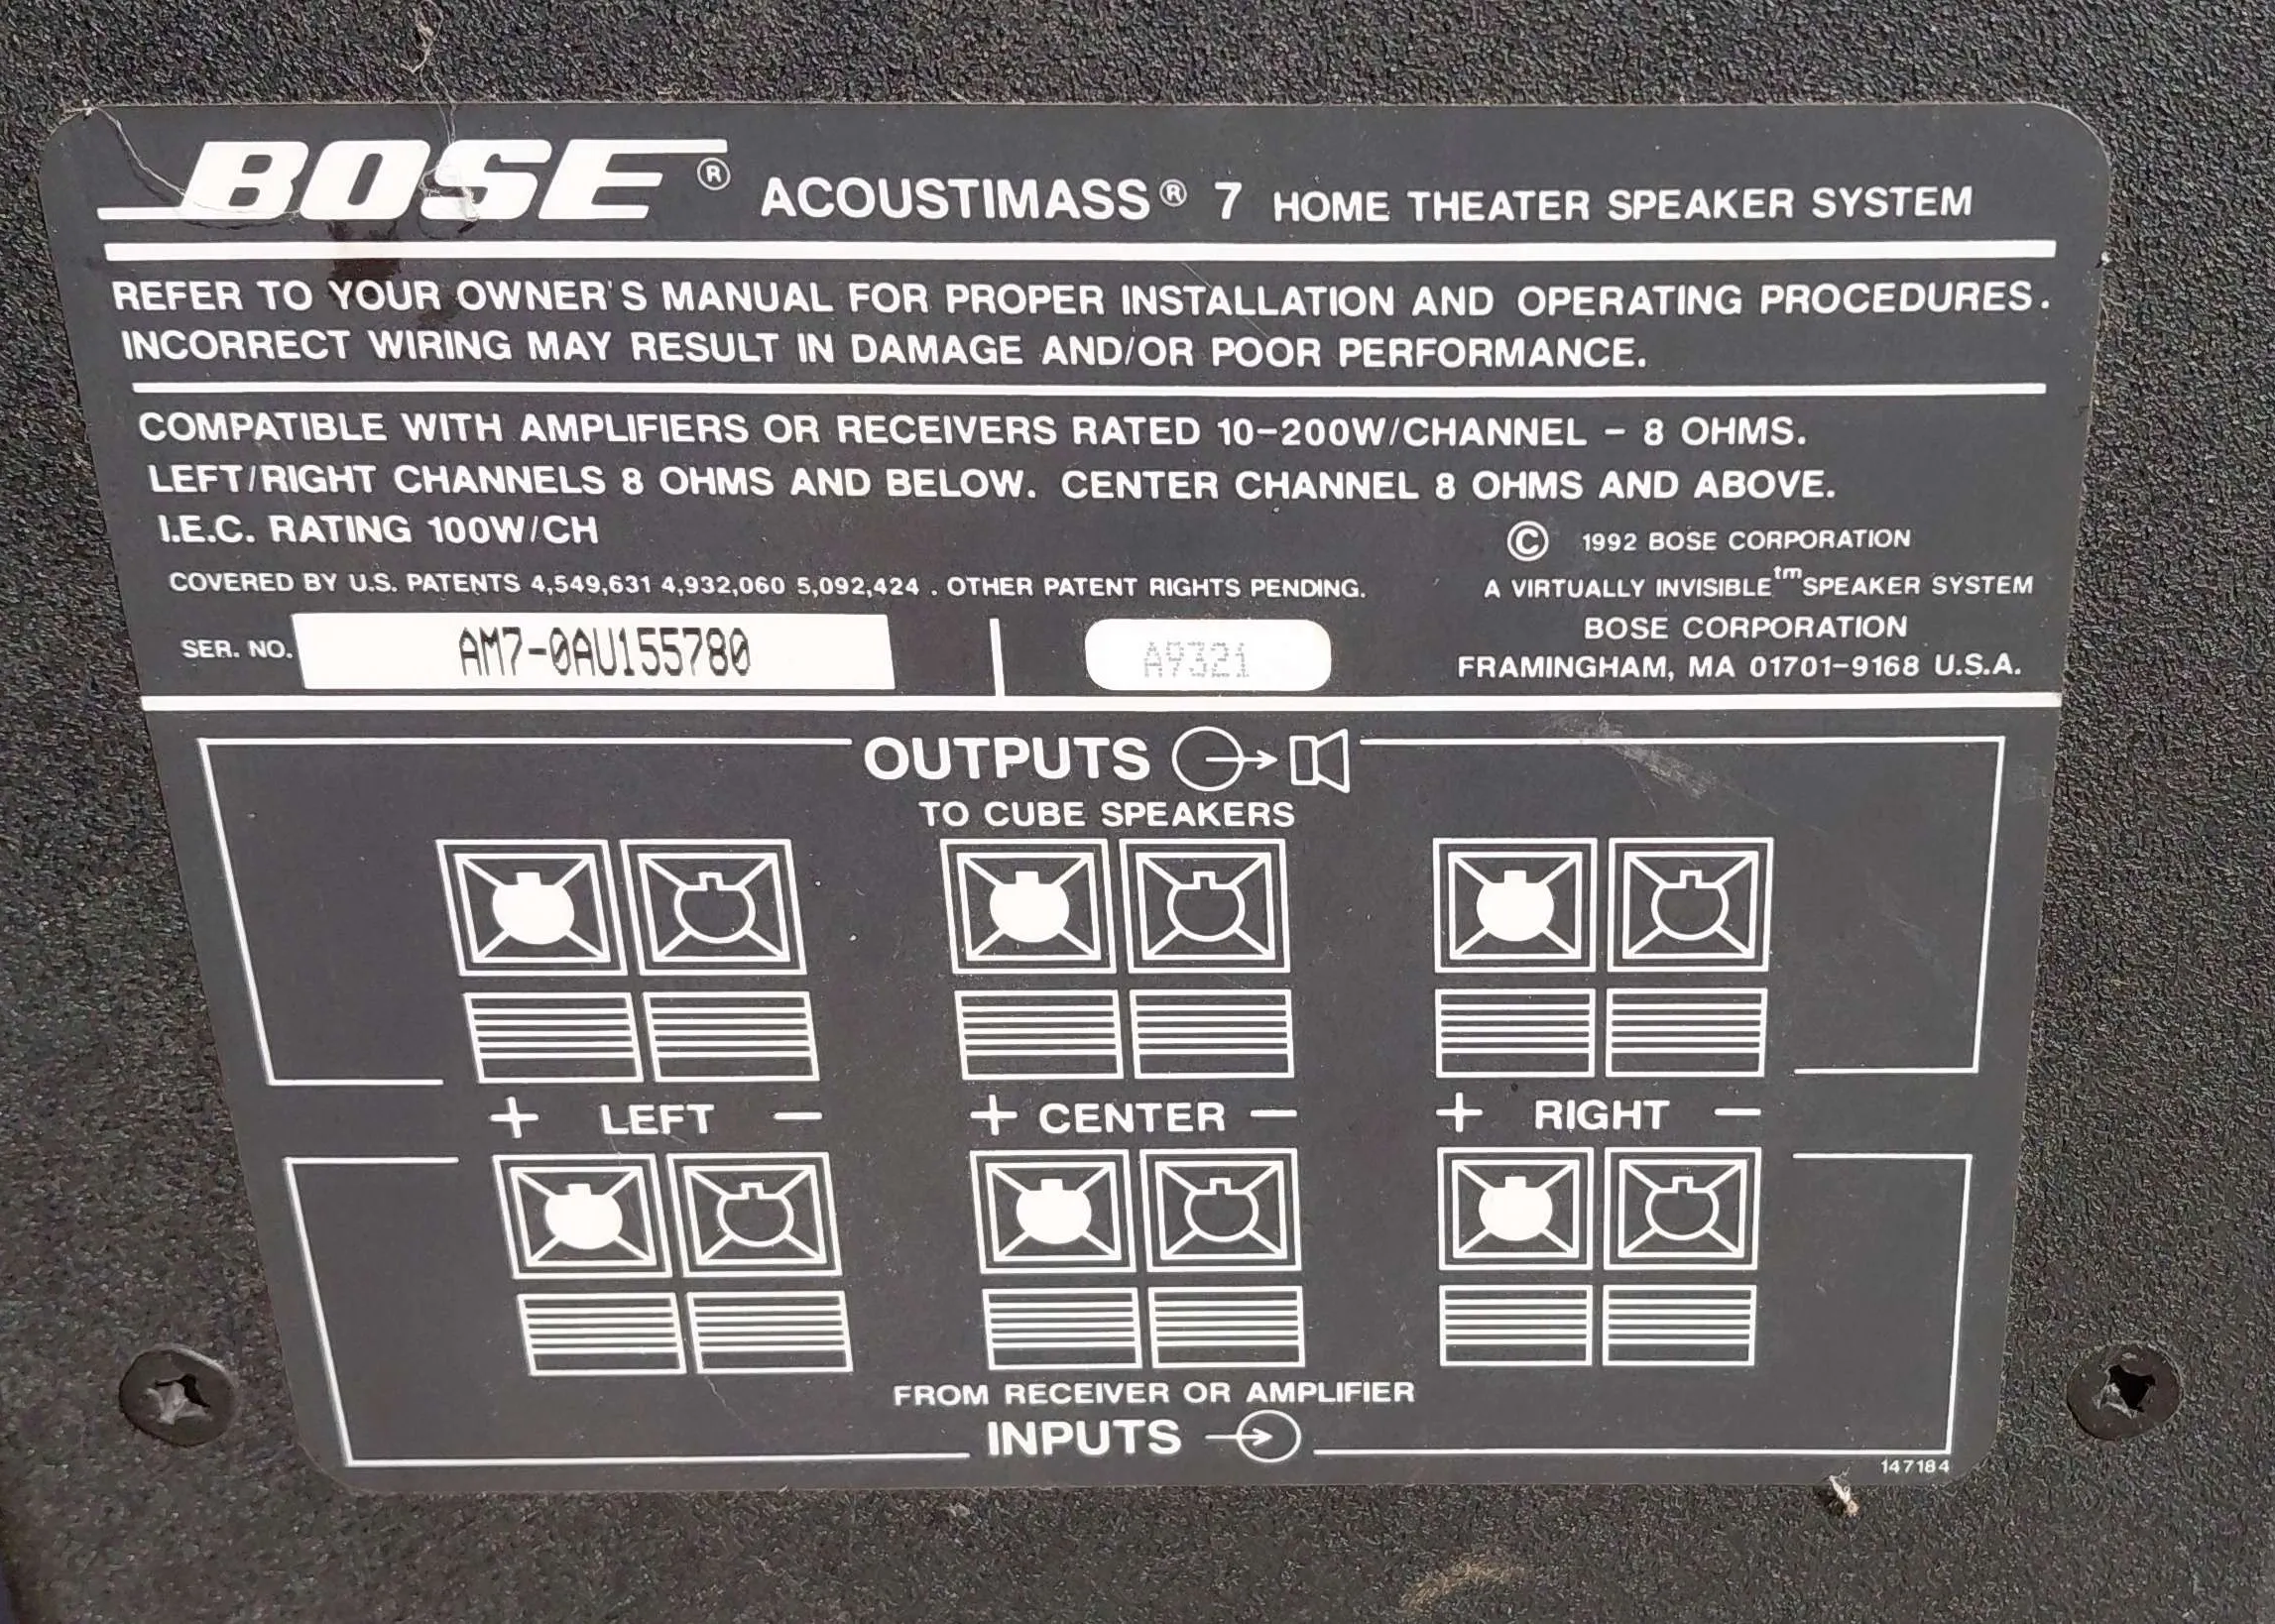 BOSE® ACOUSTIMASS® 7 HOME THEATER SPEAKER SYSTEM
REFER TO YOUR OWNER'S MANUAL FOR PROPER INSTALLATION AND OPERATING PROCEDURES.
INCORRECT WIRING MAY RESULT IN DAMAGE AND/OR POOR PERFORMANCE.
COMPATIBLE WITH AMPLIFIERS OR RECEIVERS RATED 10-200W/CHANNEL - 8 OHMS.
LEFT/RIGHT CHANNELS 8 OHMS AND BELOW. CENTER CHANNEL 8 OHMS AND ABOVE.
I.E.C. RATING 100W/CH
© 1992 BOSE CORPORATION
COVERED BY U.S. PATENTS 4,549,631 4,932,060 5,092,424 . OTHER PATENT RIGHTS PENDING.
A VIRTUALLY INVISIBLE tm SPEAKER SYSTEM
BOSE CORPORATION
FRAMINGHAM, MA 01701-9168 U.S.A.
SER. NO. AM7-0AU155780
A9321
OUTPUTS
TO CUBE SPEAKERS
+ LEFT - + CENTER - + RIGHT -
FROM RECEIVER OR AMPLIFIER
INPUTS
147184